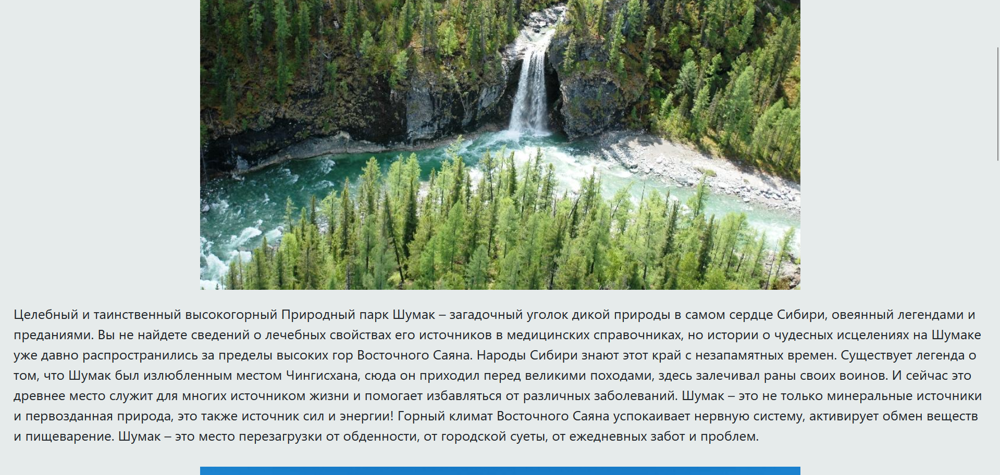 Целебный и таинственный высокогорный Природный парк Шумак – загадочный уголок дикой природы в самом сердце Сибири, овеянный легендами и
преданиями. Вы не найдете сведений о лечебных свойствах его источников в медицинских справочниках, но истории о чудесных исцелениях на Шумаке
уже давно распространились за пределы высоких гор Восточного Саяна. Народы Сибири знают этот край с незапамятных времен. Существует легенда о
том, что Шумак был излюбленным местом Чингисхана, сюда он приходил перед великими походами, здесь залечивал раны своих воинов. И сейчас это
древнее место служит для многих источником жизни и помогает избавляться от различных заболеваний. Шумак – это не только минеральные источники
и первозданная природа, это также источник сил и энергии! Горный климат Восточного Саяна успокаивает нервную систему, активирует обмен веществ
и пищеварение. Шумак – это место перезагрузки от обденности, от городской суеты, от ежедневных забот и проблем.